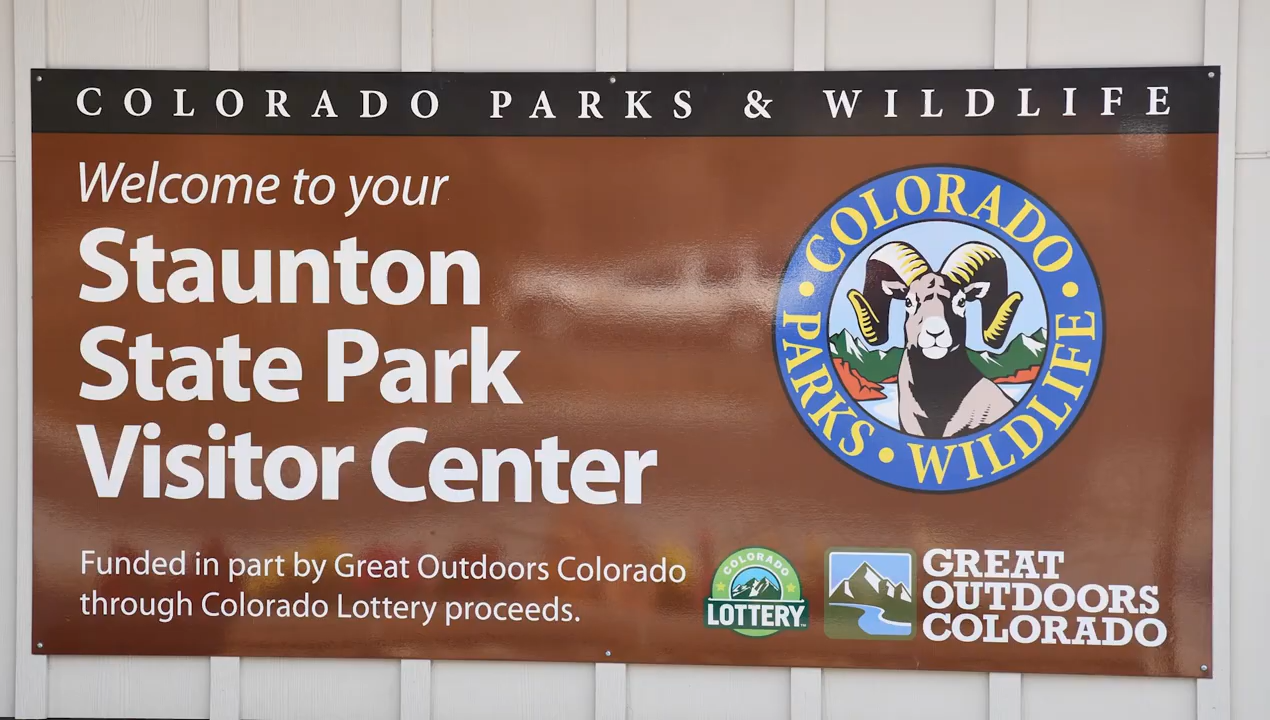 COLORADO PARKS & WILDLIFE
Welcome to your
Staunton
State Park
Visitor Center
COLORADO
PARKS • WILDLIFE
Funded in part by Great Outdoors Colorado
through Colorado Lottery proceeds.
COLORADO
LOTTERY™
GREAT
OUTDOORS
COLORADO